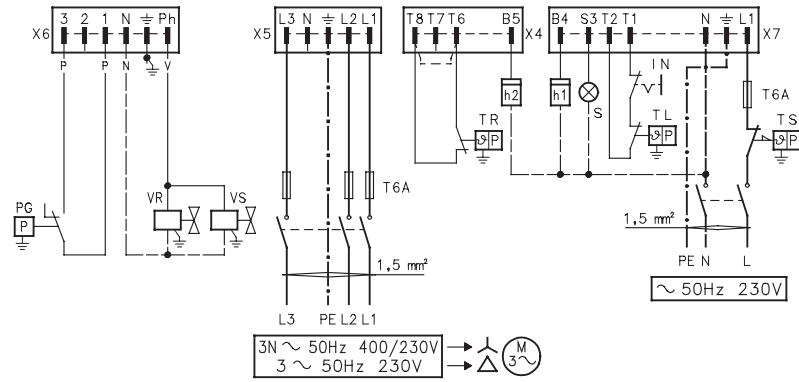 3 2 1 N Ph
X6
P P N V
PG
P
VR
VS
L3 N L2 L1
X5
T6A
1,5 mm²
L3 PE L2 L1
3N ~ 50Hz 400/230V
3 ~ 50Hz 230V
M
3~
T8 T7 T6 B5
X4
TR
ϑ P
h2
B4 S3 T2 T1 N L1
X7
h1
S
IN
TL
ϑ P
T6A
TS
ϑ P
1,5 mm²
PE N L
~ 50Hz 230V